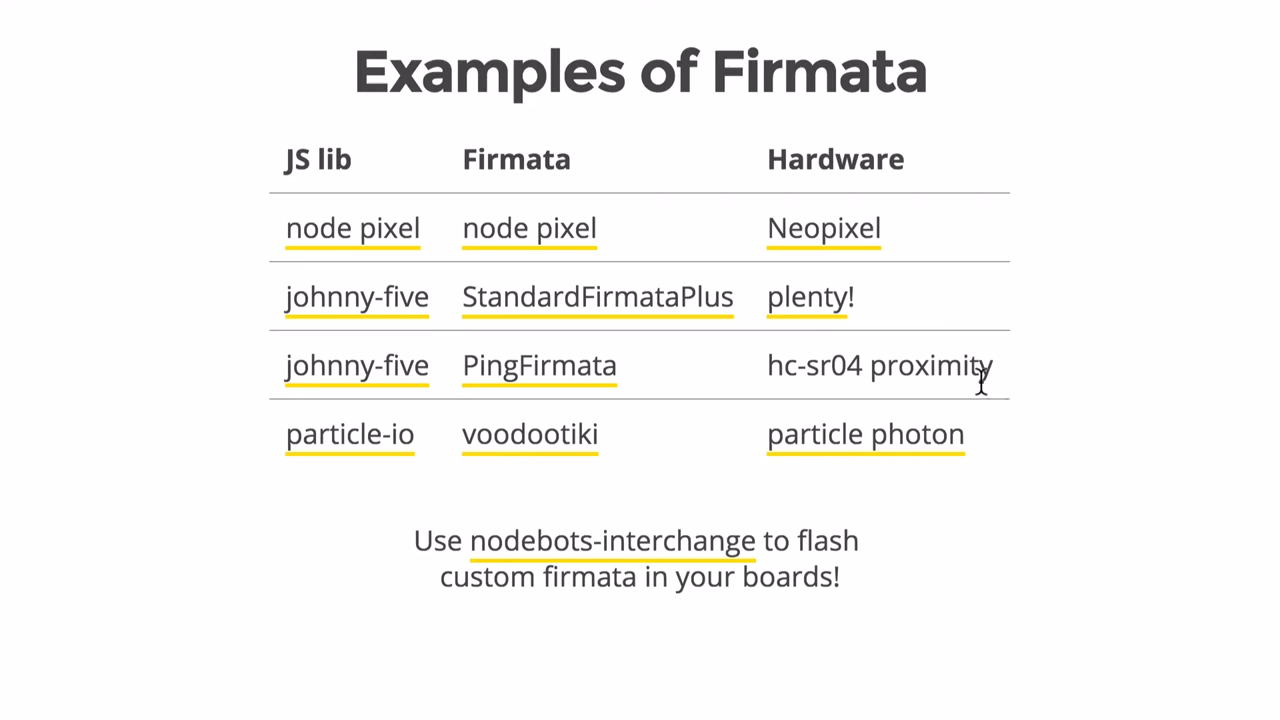 Examples of Firmata
JS lib Firmata Hardware
node pixel node pixel Neopixel
johnny-five StandardFirmataPlus plenty!
johnny-five PingFirmata hc-sr04 proximity
particle-io voodootiki particle photon
Use nodebots-interchange to flash
custom firmata in your boards!